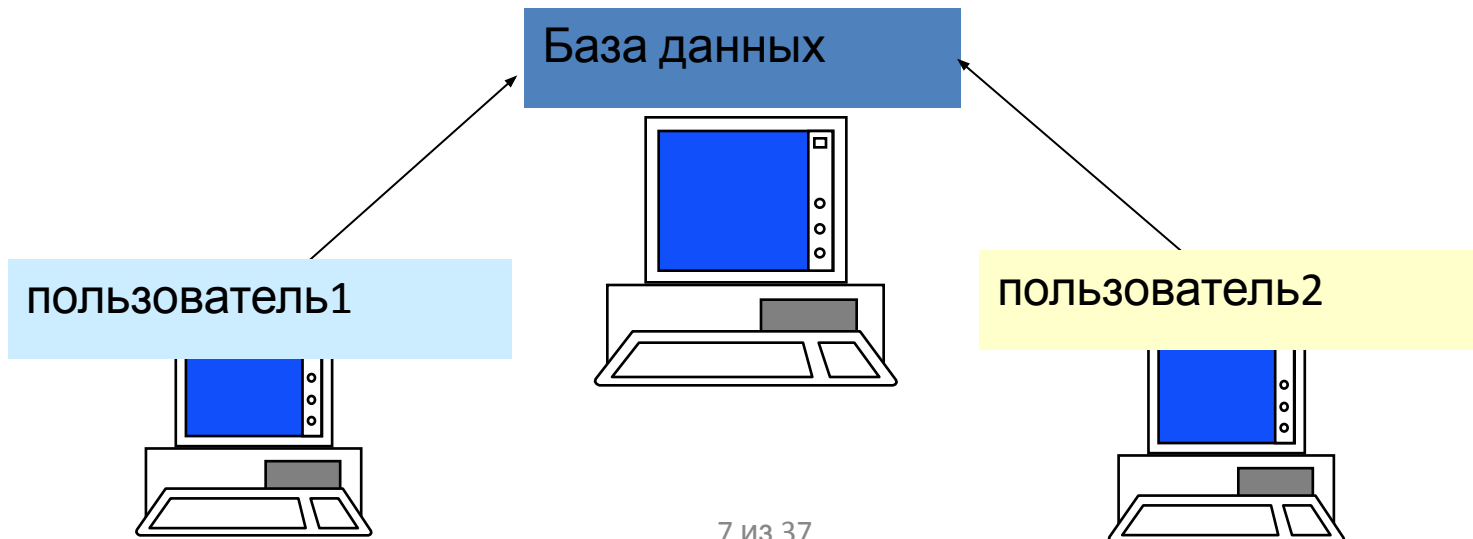 База данных
пользователь1
пользователь2
7 из 37